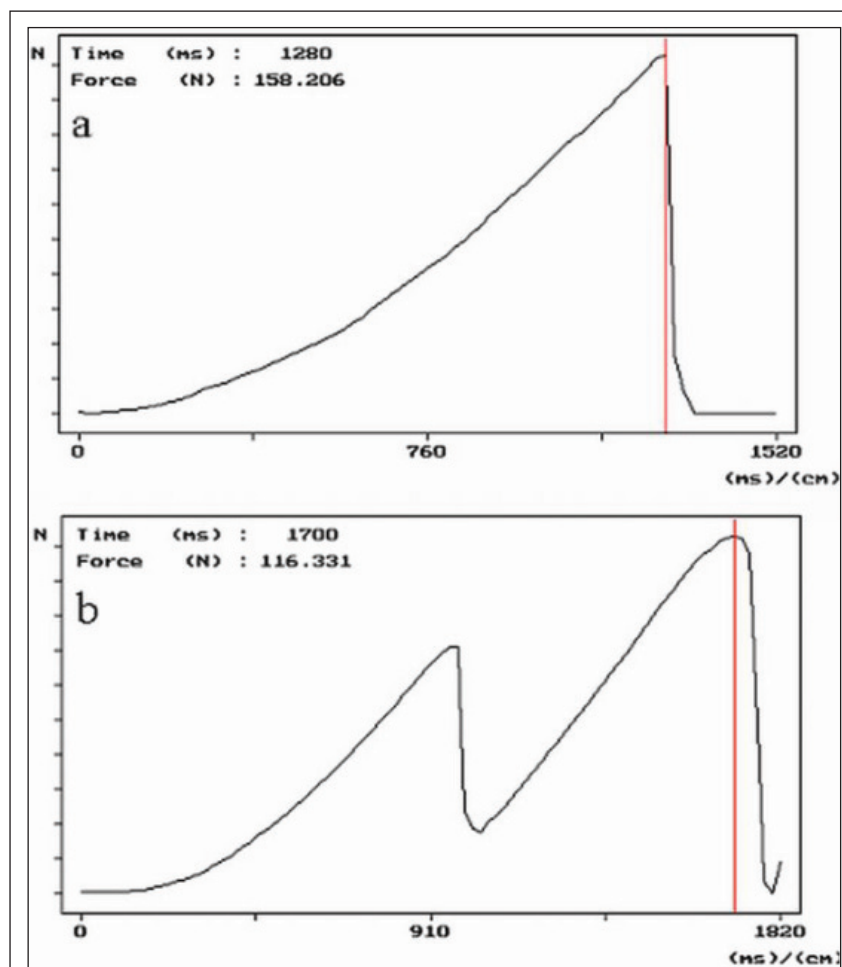 N Time (ms) : 1280
Force (N) : 158.206
a
0 760 1520
(ms)/(cm)
N Time (ms) : 1700
Force (N) : 116.331
b
0 910 1820
(ms)/(cm)